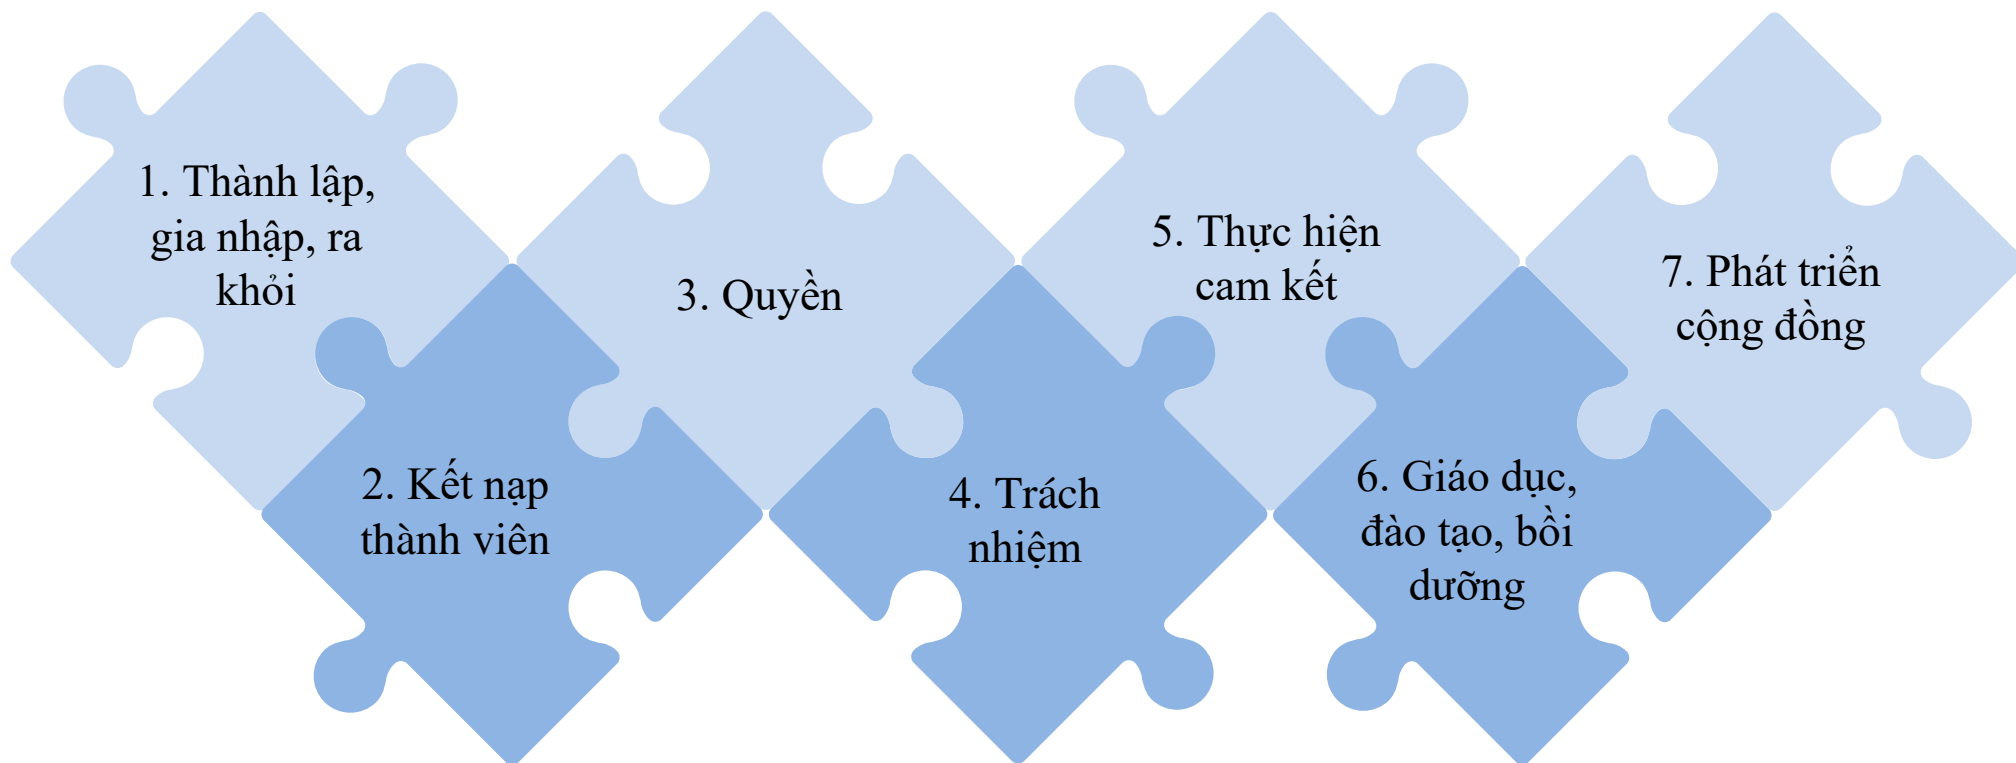 1. Thành lập,
gia nhập, ra
khỏi
2. Kết nạp
thành viên
3. Quyền
4. Trách
nhiệm
5. Thực hiện
cam kết
6. Giáo dục,
đào tạo, bồi
dưỡng
7. Phát triển
cộng đồng